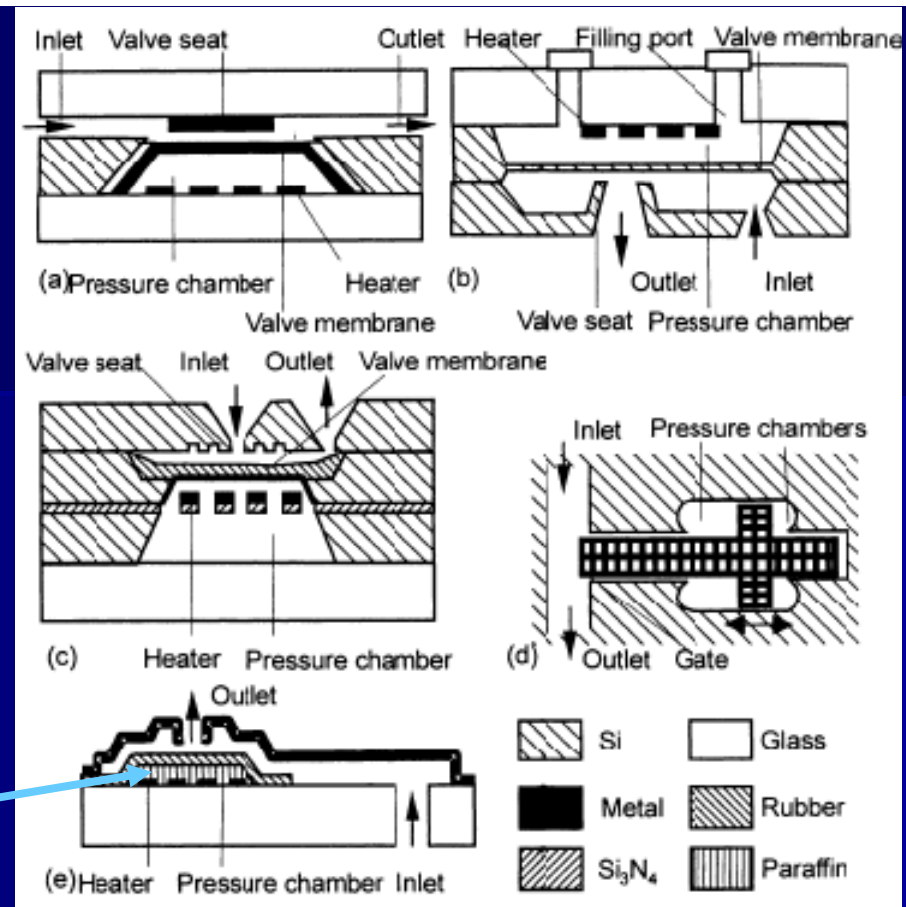 Inlet Valve seat Cutlet Heater Filling port Valve membrane
(a) Pressure chamber Heater (b) Outlet Inlet
Valve membrane Valve seat Pressure chamber
Valve seat Inlet Outlet Valve membrane
Inlet Pressure chambers
(c) Heater Pressure chamber (d) Outlet Gate
Outlet
Si Glass
Metal Rubber
Si₃N₄ Paraffin
(e) Heater Pressure chamber Inlet